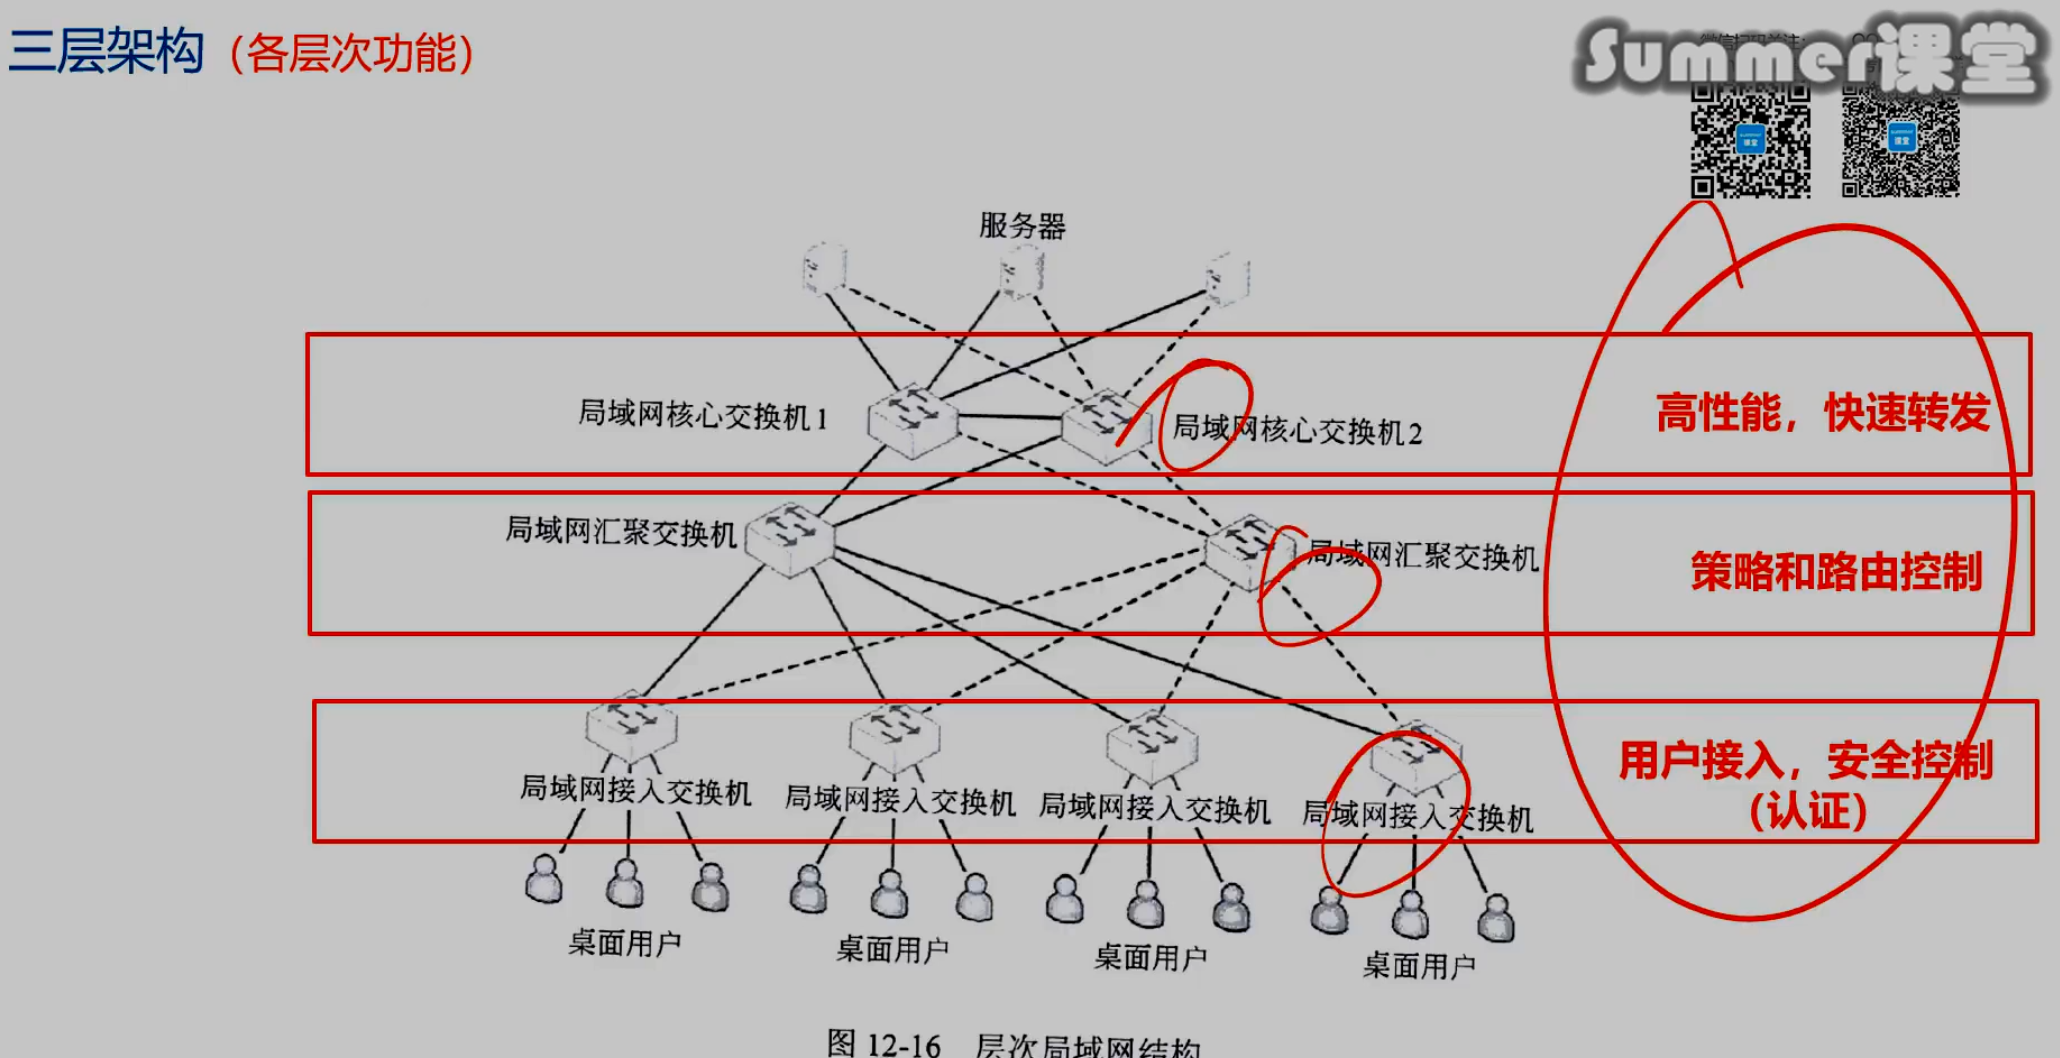 三层架构（各层次功能）
Summer课堂
服务器
局域网核心交换机1
局域网核心交换机2
高性能，快速转发
局域网汇聚交换机
局域网汇聚交换机
策略和路由控制
局域网接入交换机
局域网接入交换机
局域网接入交换机
局域网接入交换机
用户接入，安全控制
（认证）
桌面用户
桌面用户
桌面用户
桌面用户
图 12-16 层次局域网结构